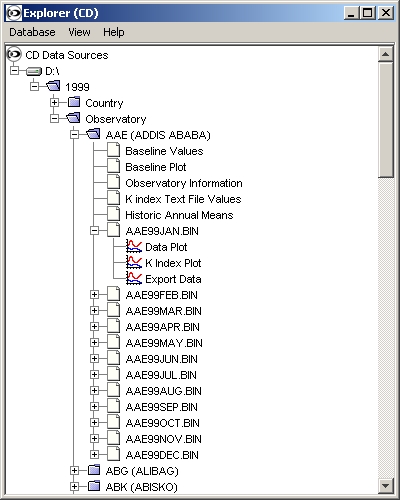 Explorer (CD)
Database View Help
CD Data Sources
D:\
1999
Country
Observatory
AAE (ADDIS ABABA)
Baseline Values
Baseline Plot
Observatory Information
K index Text File Values
Historic Annual Means
AAE99JAN.BIN
Data Plot
K Index Plot
Export Data
AAE99FEB.BIN
AAE99MAR.BIN
AAE99APR.BIN
AAE99MAY.BIN
AAE99JUN.BIN
AAE99JUL.BIN
AAE99AUG.BIN
AAE99SEP.BIN
AAE99OCT.BIN
AAE99NOV.BIN
AAE99DEC.BIN
ABG (ALIBAG)
ABK (ABISKO)